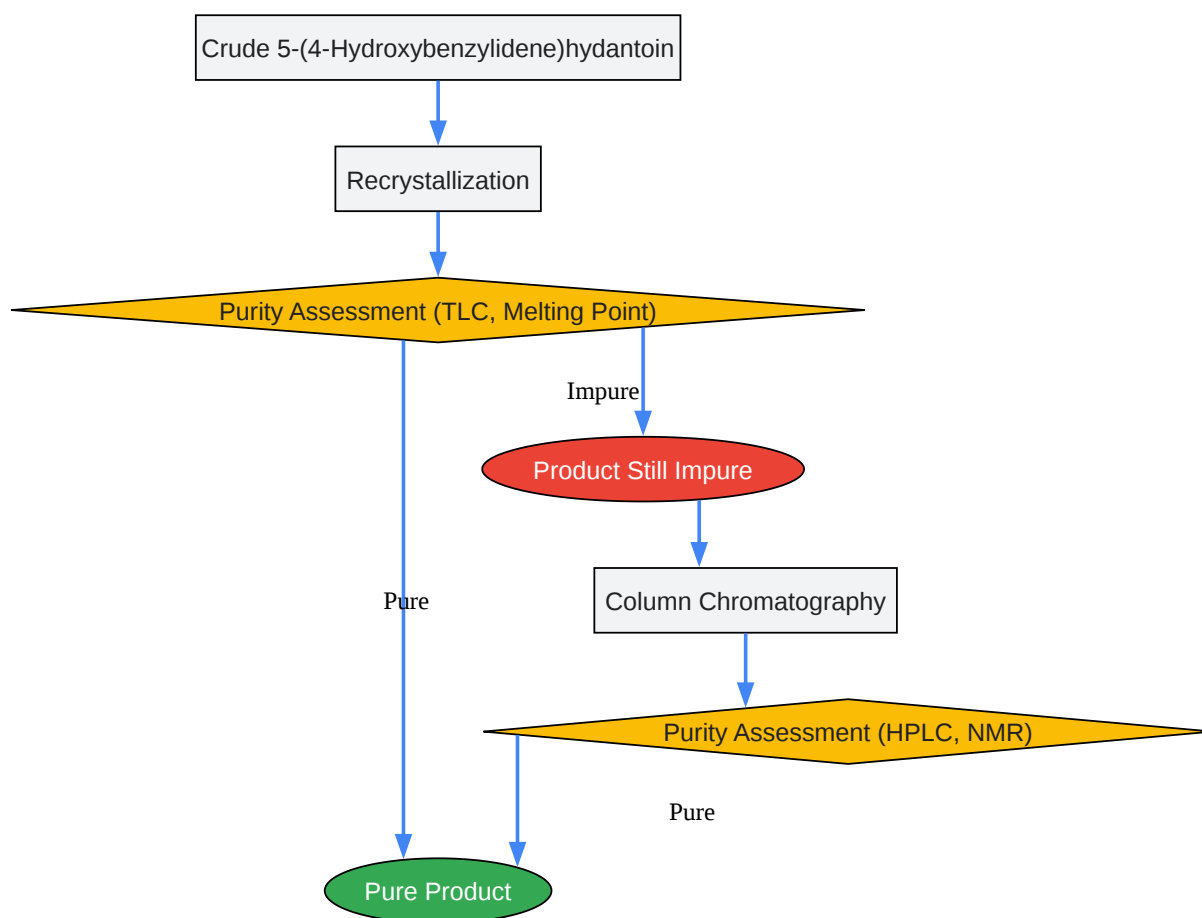 Crude 5-(4-Hydroxybenzylidene)hydantoin
Recrystallization
Purity Assessment (TLC, Melting Point)
Impure
Product Still Impure
Column Chromatography
Pure
Purity Assessment (HPLC, NMR)
Pure
Pure Product